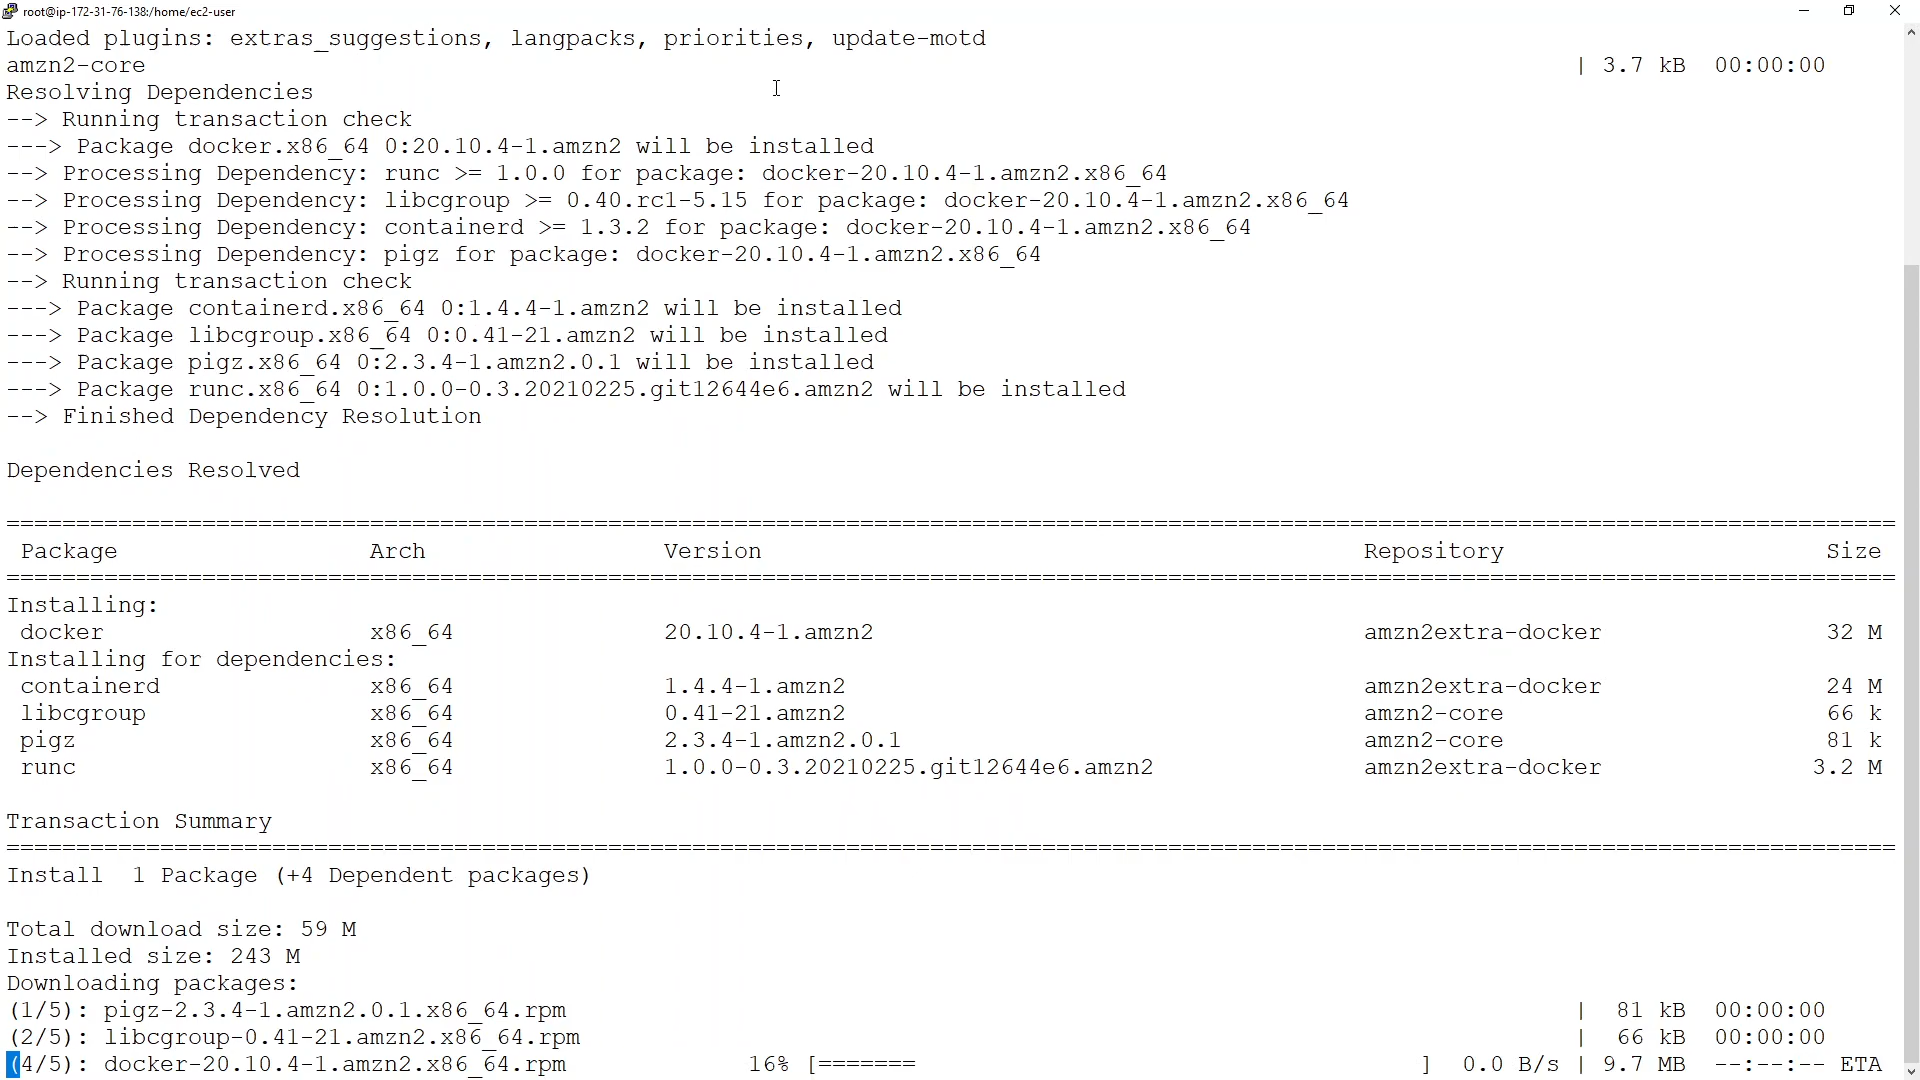 root@ip-172-31-76-138:/home/ec2-user
Loaded plugins: extras_suggestions, langpacks, priorities, update-motd
amzn2-core | 3.7 kB 00:00:00
Resolving Dependencies
--> Running transaction check
---> Package docker.x86_64 0:20.10.4-1.amzn2 will be installed
--> Processing Dependency: runc >= 1.0.0 for package: docker-20.10.4-1.amzn2.x86_64
--> Processing Dependency: libcgroup >= 0.40.rc1-5.15 for package: docker-20.10.4-1.amzn2.x86_64
--> Processing Dependency: containerd >= 1.3.2 for package: docker-20.10.4-1.amzn2.x86_64
--> Processing Dependency: pigz for package: docker-20.10.4-1.amzn2.x86_64
--> Running transaction check
---> Package containerd.x86_64 0:1.4.4-1.amzn2 will be installed
---> Package libcgroup.x86_64 0:0.41-21.amzn2 will be installed
---> Package pigz.x86_64 0:2.3.4-1.amzn2.0.1 will be installed
---> Package runc.x86_64 0:1.0.0-0.3.20210225.git12644e6.amzn2 will be installed
--> Finished Dependency Resolution
Dependencies Resolved
=======================================================================================================================================
Package Arch Version Repository Size
=======================================================================================================================================
Installing:
docker x86_64 20.10.4-1.amzn2 amzn2extra-docker 32 M
Installing for dependencies:
containerd x86_64 1.4.4-1.amzn2 amzn2extra-docker 24 M
libcgroup x86_64 0.41-21.amzn2 amzn2-core 66 k
pigz x86_64 2.3.4-1.amzn2.0.1 amzn2-core 81 k
runc x86_64 1.0.0-0.3.20210225.git12644e6.amzn2 amzn2extra-docker 3.2 M
Transaction Summary
=======================================================================================================================================
Install 1 Package (+4 Dependent packages)
Total download size: 59 M
Installed size: 243 M
Downloading packages:
(1/5): pigz-2.3.4-1.amzn2.0.1.x86_64.rpm | 81 kB 00:00:00
(2/5): libcgroup-0.41-21.amzn2.x86_64.rpm | 66 kB 00:00:00
(4/5): docker-20.10.4-1.amzn2.x86_64.rpm 16% [======= ] 0.0 B/s | 9.7 MB --:--:-- ETA